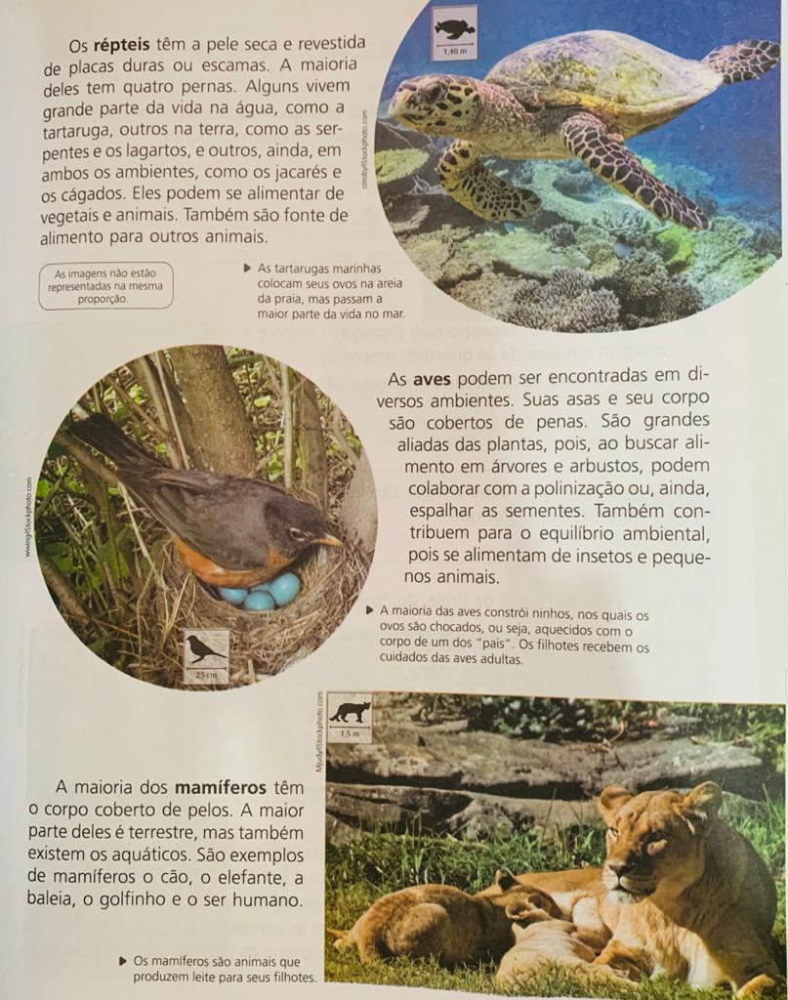 Os répteis têm a pele seca e revestida
de placas duras ou escamas. A maioria
deles tem quatro pernas. Alguns vivem
grande parte da vida na água, como a
tartaruga, outros na terra, como as ser-
pentes e os lagartos, e outros, ainda, em
ambos os ambientes, como os jacarés e
os cágados. Eles podem se alimentar de
vegetais e animais. Também são fonte de
alimento para outros animais.
1,40 m
cinoby/iStockphoto.com
As imagens não estão
representadas na mesma
proporção.
As tartarugas marinhas
colocam seus ovos na areia
da praia, mas passam a
maior parte da vida no mar.
As aves podem ser encontradas em di-
versos ambientes. Suas asas e seu corpo
são cobertos de penas. São grandes
aliadas das plantas, pois, ao buscar ali-
mento em árvores e arbustos, podem
colaborar com a polinização ou, ainda,
espalhar as sementes. Também con-
tribuem para o equilíbrio ambiental,
pois se alimentam de insetos e peque-
nos animais.
25 cm
A maioria das aves constrói ninhos, nos quais os
ovos são chocados, ou seja, aquecidos com o
corpo de um dos "pais". Os filhotes recebem os
cuidados das aves adultas.
Mjudy/iStockphoto.com
1,5 m
A maioria dos mamíferos têm
o corpo coberto de pelos. A maior
parte deles é terrestre, mas também
existem os aquáticos. São exemplos
de mamíferos o cão, o elefante, a
baleia, o golfinho e o ser humano.
Os mamíferos são animais que
produzem leite para seus filhotes.